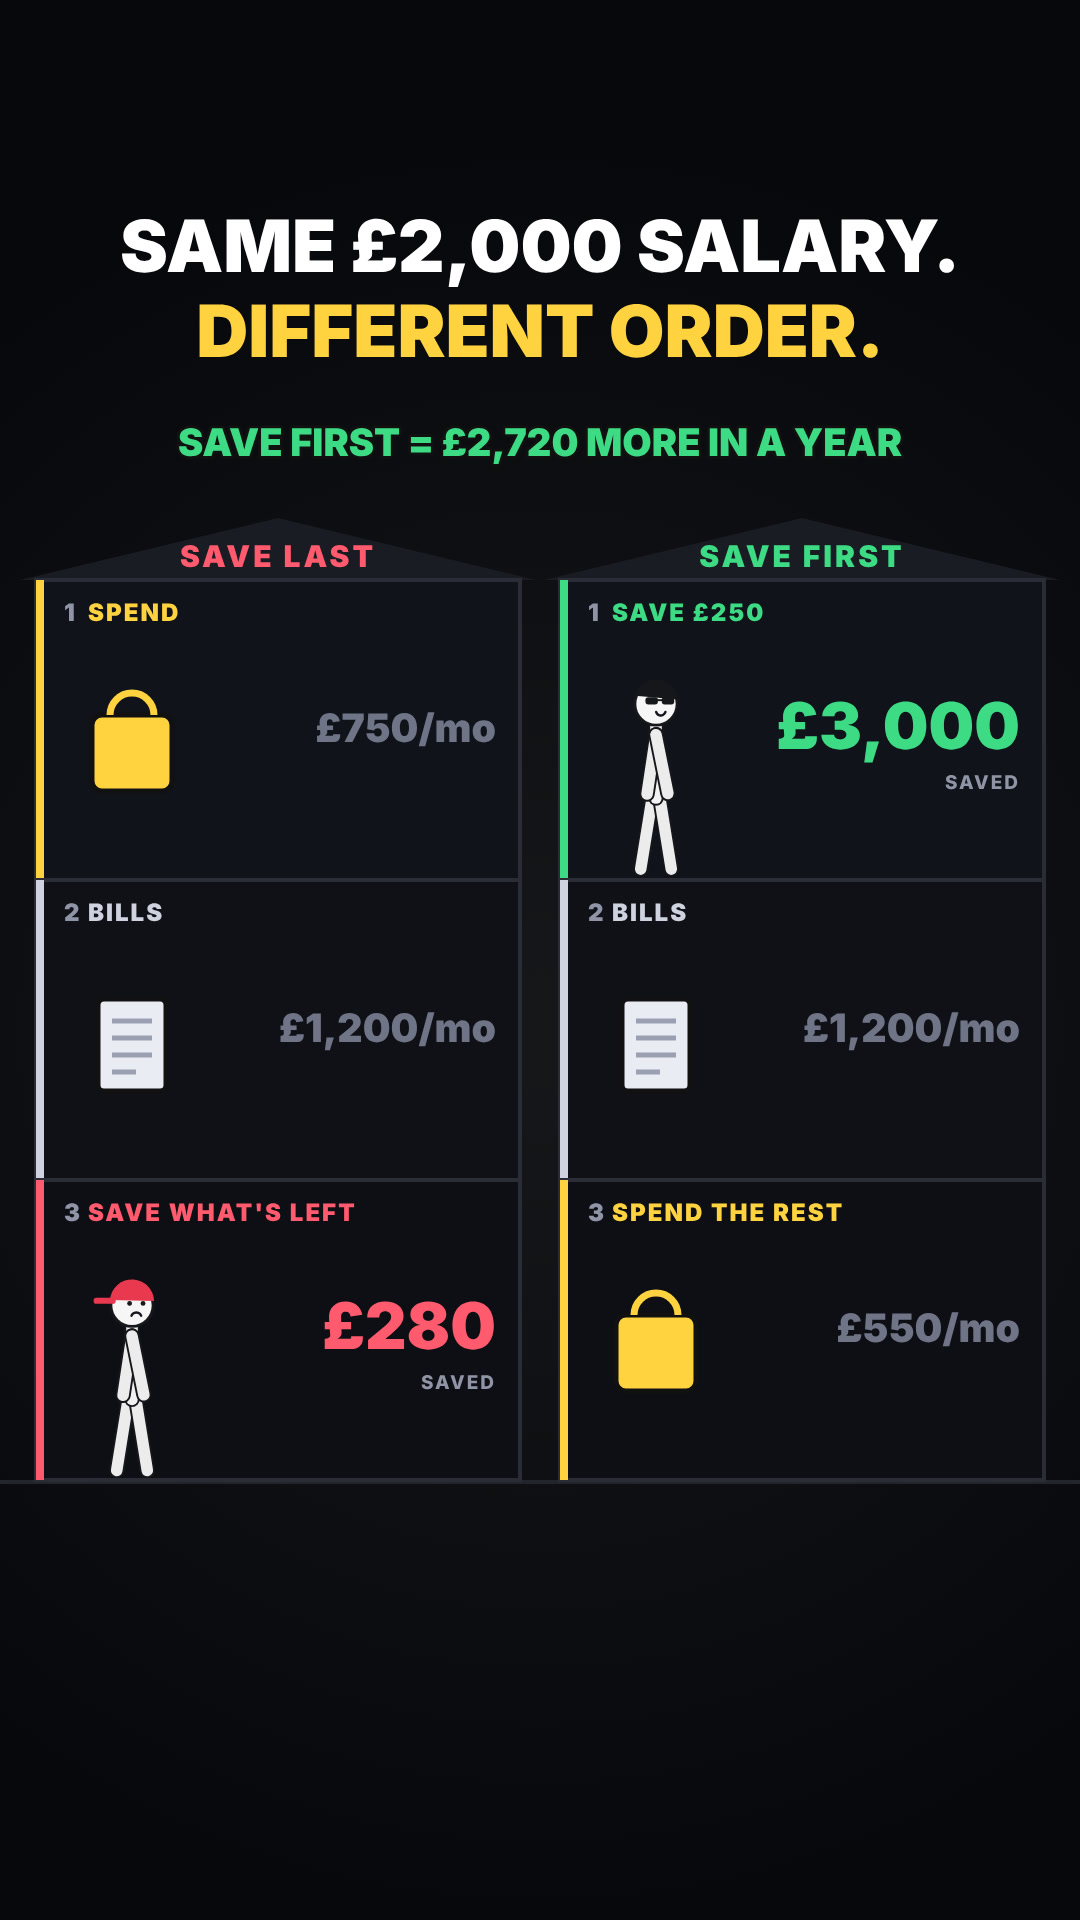 SAME £2,000 SALARY.
DIFFERENT ORDER.
SAVE FIRST = £2,720 MORE IN A YEAR
SAVE LAST
1 SPEND
£750/mo
2 BILLS
£1,200/mo
3 SAVE WHAT'S LEFT
£280
SAVED
SAVE FIRST
1 SAVE £250
£3,000
SAVED
2 BILLS
£1,200/mo
3 SPEND THE REST
£550/mo